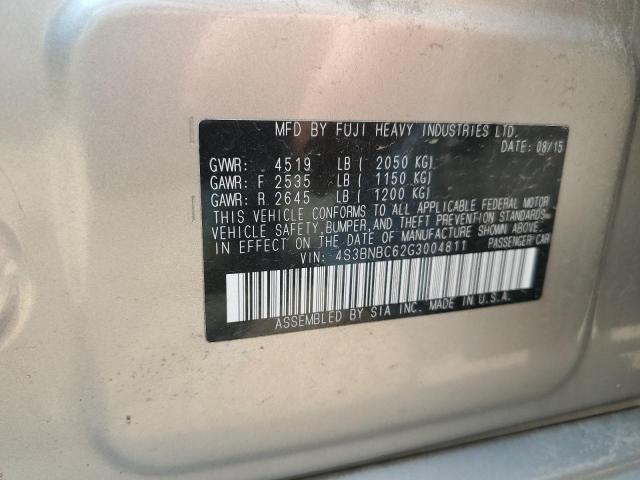 MFD BY FUJI HEAVY INDUSTRIES LTD.
DATE: 08/15
GVWR: 4519 LB ( 2050 KG)
GAWR: F 2535 LB ( 1150 KG)
GAWR: R 2645 LB ( 1200 KG)
THIS VEHICLE CONFORMS TO ALL APPLICABLE FEDERAL MOTOR
VEHICLE SAFETY, BUMPER, AND THEFT PREVENTION STANDARDS
IN EFFECT ON THE DATE OF MANUFACTURE SHOWN ABOVE.
VIN: 4S3BNBC62G3004811 PASSENGER CAR
ASSEMBLED BY SIA INC. MADE IN U.S.A.